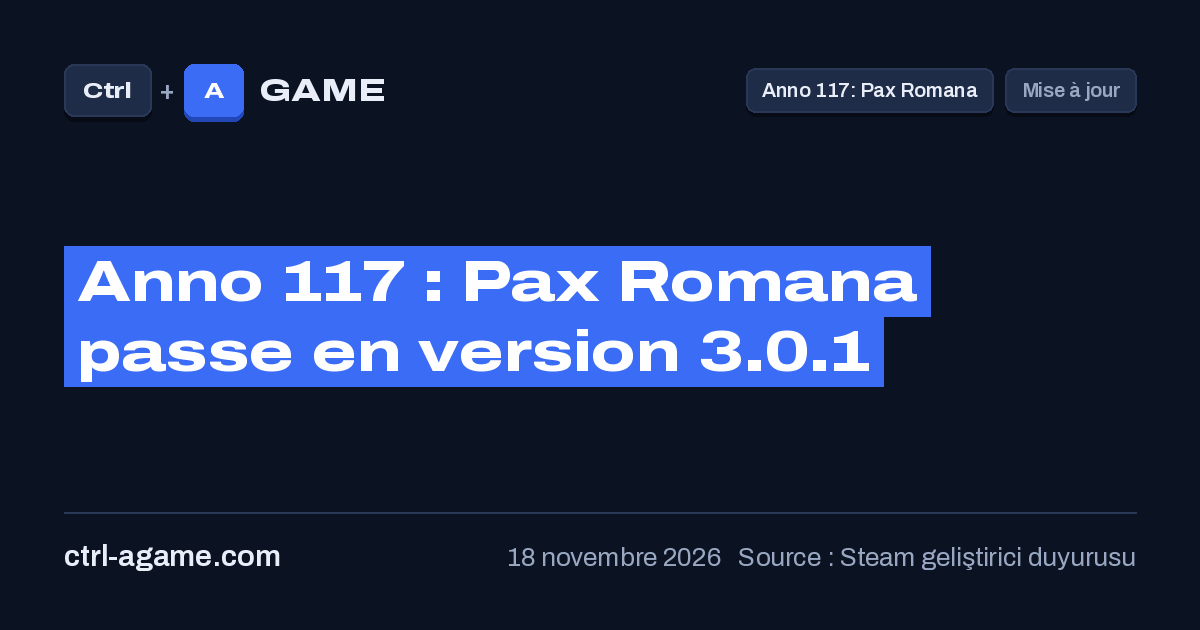 Ctrl + A GAME
Anno 117: Pax Romana
Mise à jour
Anno 117 : Pax Romana
passe en version 3.0.1
ctrl-agame.com
18 novembre 2026 Source : Steam geliştirici duyurusu